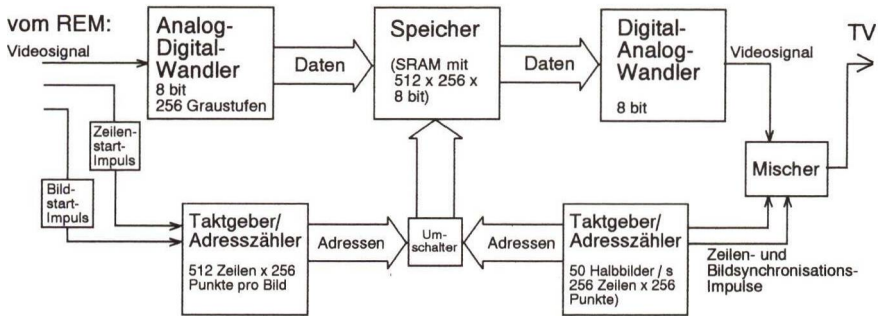 vom REM:
Videosignal
Analog-
Digital-
Wandler
8 bit
256 Graustufen
Daten
Speicher
(SRAM mit
512 x 256 x
8 bit)
Daten
Digital-
Analog-
Wandler
8 bit
Videosignal
TV
Zeilen-
start-
Impuls
Bild-
start-
Impuls
Mischer
Taktgeber/
Adresszähler
512 Zeilen x 256
Punkte pro Bild
Adressen
Um-
schalter
Adressen
Taktgeber/
Adresszähler
50 Halbbilder / s
256 Zeilen x 256
Punkte)
Zeilen- und
Bildsynchronisations-
Impulse